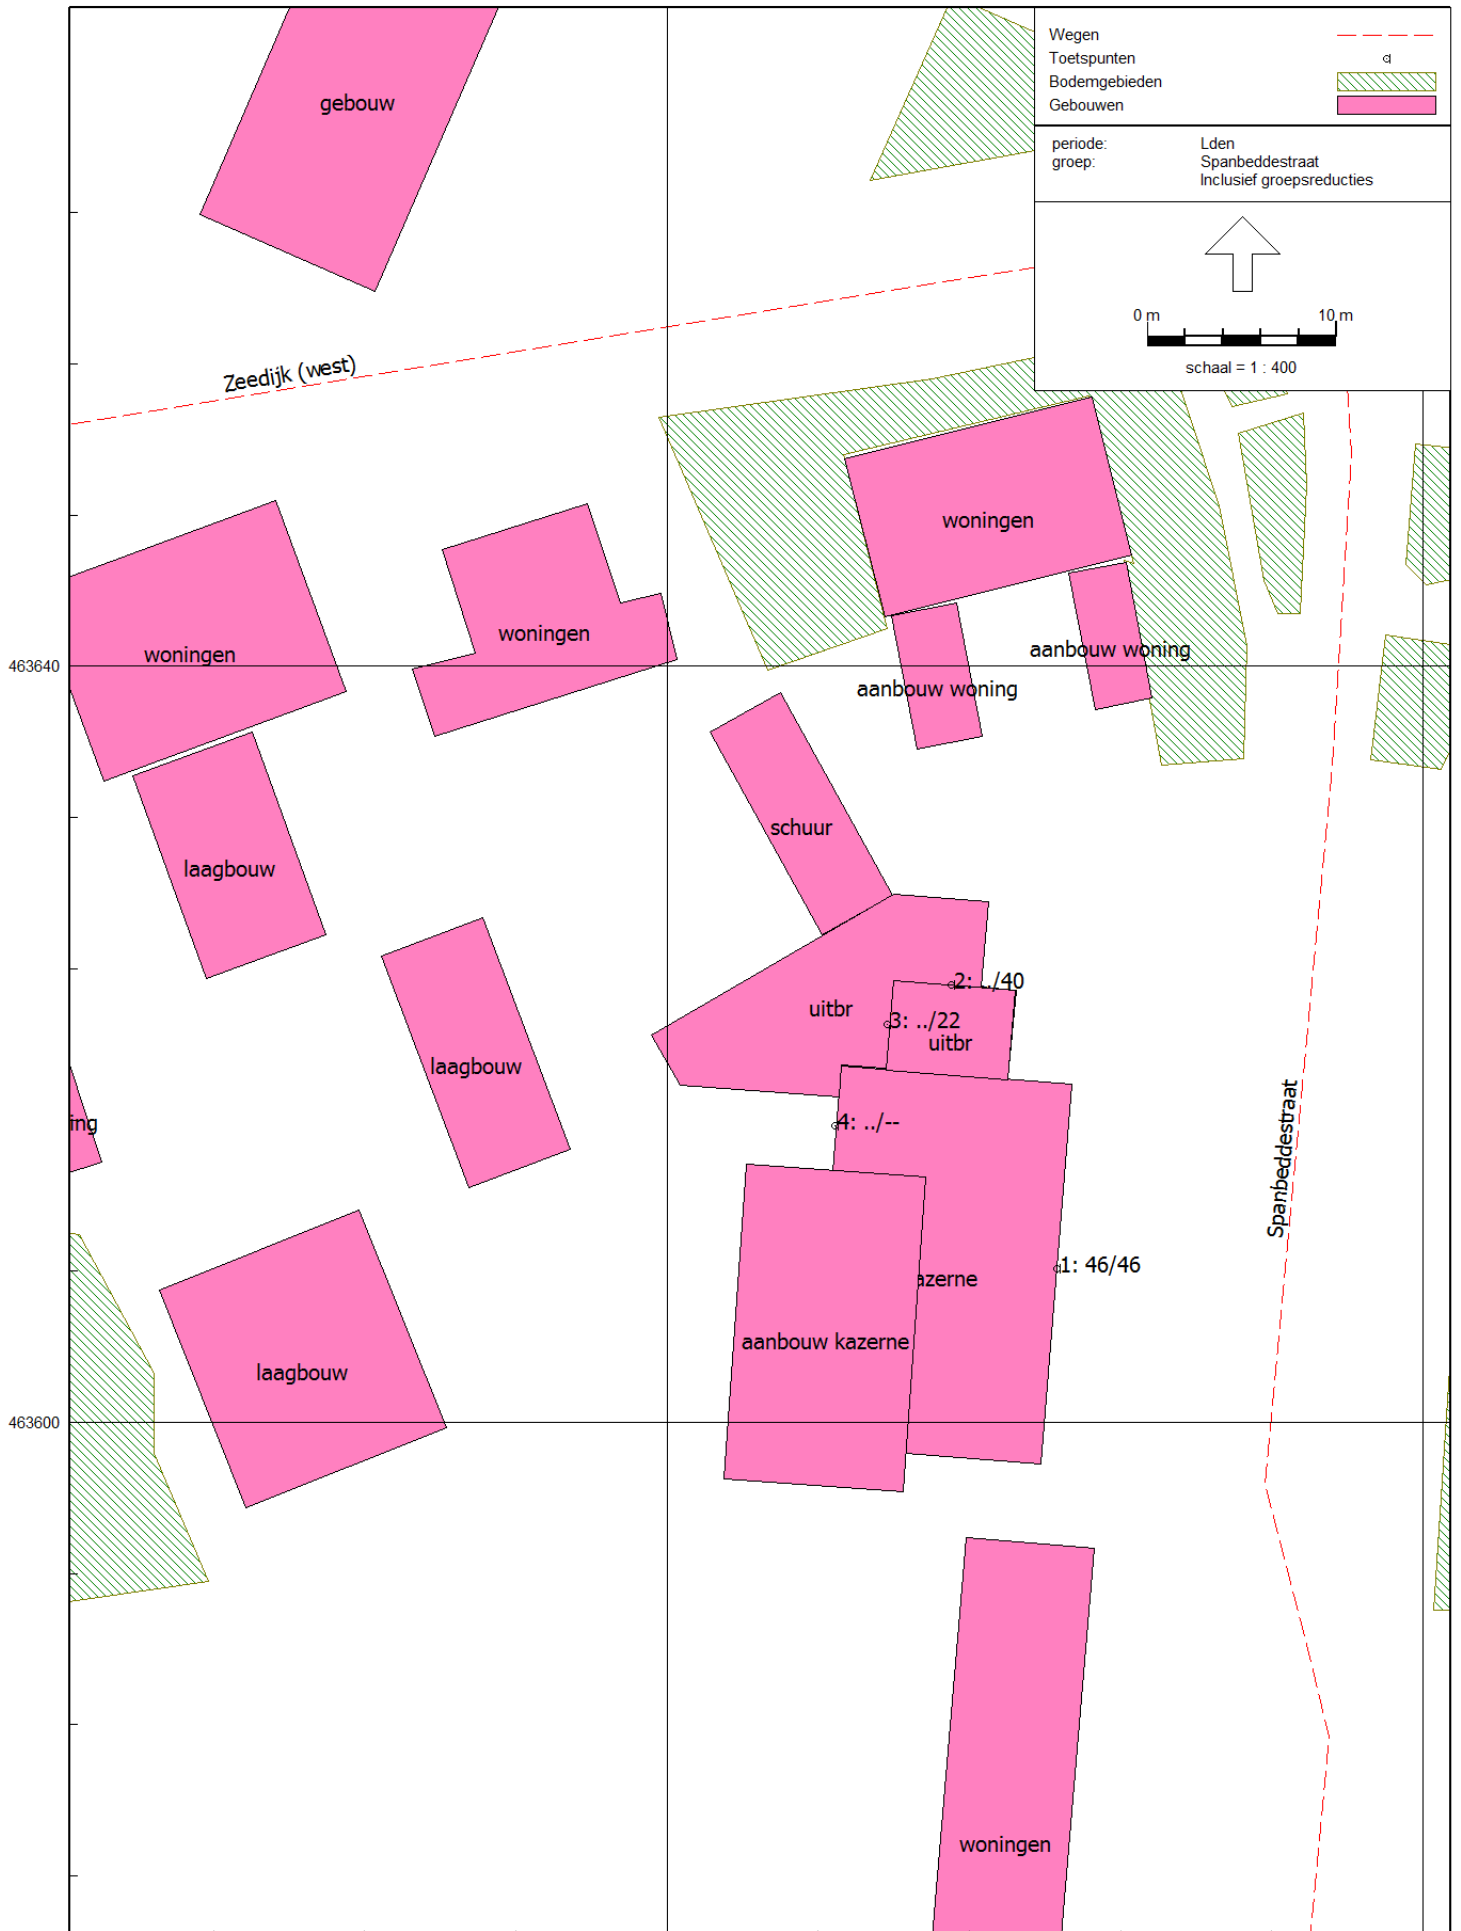 Wegen
Toetspunten
Bodemgebieden
Gebouwen
periode: Lden
groep: Spanbeddestraat
Inclusief groepsreducties
0 m 10 m
schaal = 1 : 400
gebouw
Zeedijk (west)
woningen
woningen
woningen
aanbouw woning
463640
aanbouw woning
schuur
laagbouw
2: ../40
uitbr
3: ../22
uitbr
laagbouw
ing
4: ../--
Spanbeddestraat
1: 46/46
azerne
aanbouw kazerne
laagbouw
463600
woningen